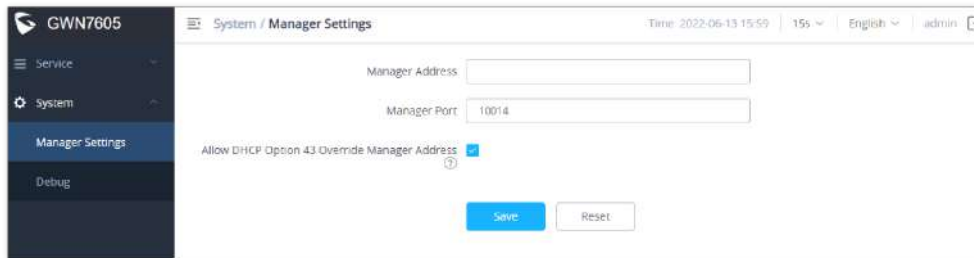 GWN7605
System / Manager Settings
Time 2022-06-13 15:59
15s
English
admin
Service
System
Manager Settings
Debug
Manager Address
Manager Port
10014
Allow DHCP Option 43 Override Manager Address
?
Save
Reset